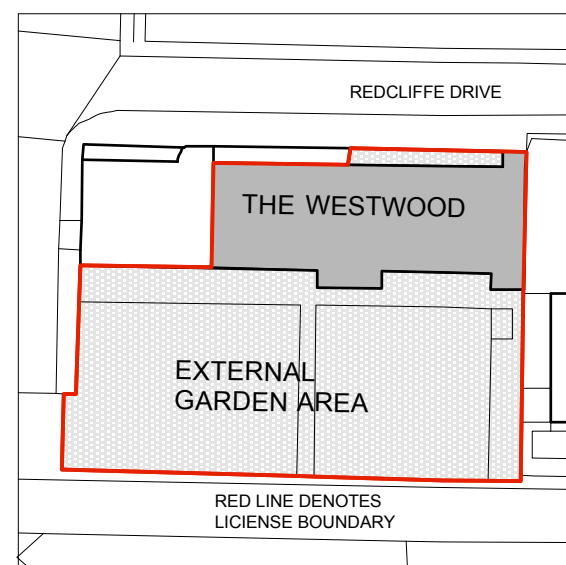 REDCLIFFE DRIVE
THE WESTWOOD
EXTERNAL
GARDEN AREA
RED LINE DENOTES
LICIENSE BOUNDARY